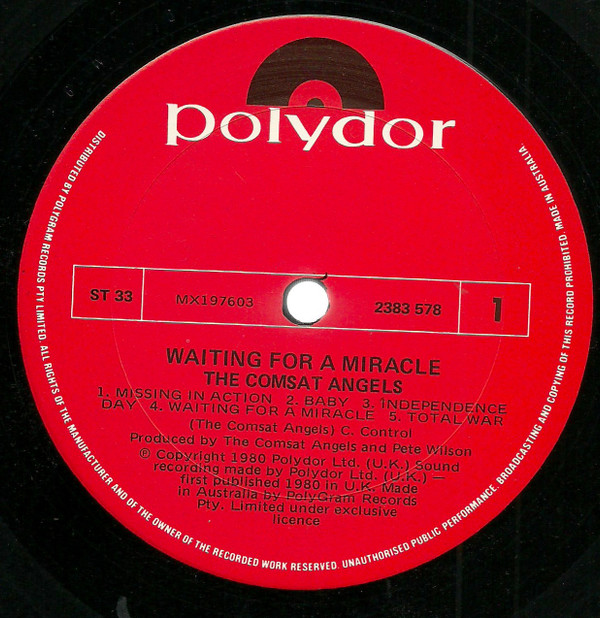 polydor
ST 33 MX197603 2383 578 1
WAITING FOR A MIRACLE
THE COMSAT ANGELS
1. MISSING IN ACTION 2. BABY 3. INDEPENDENCE
DAY 4. WAITING FOR A MIRACLE 5. TOTAL WAR
(The Comsat Angels) C. Control
Produced by The Comsat Angels and Pete Wilson
℗ Copyright 1980 Polydor Ltd. (U.K.) Sound
recording made by Polydor Ltd. (U.K.) —
first published 1980 in U.K. Made
in Australia by PolyGram Records
Pty. Limited under exclusive
licence
DISTRIBUTED BY POLYGRAM RECORDS PTY. LIMITED. ALL RIGHTS OF THE MANUFACTURER AND OF THE OWNER OF THE RECORDED WORK RESERVED. UNAUTHORISED PUBLIC PERFORMANCE. BROADCASTING AND COPYING OF THIS RECORD PROHIBITED. MADE IN AUSTRALIA.